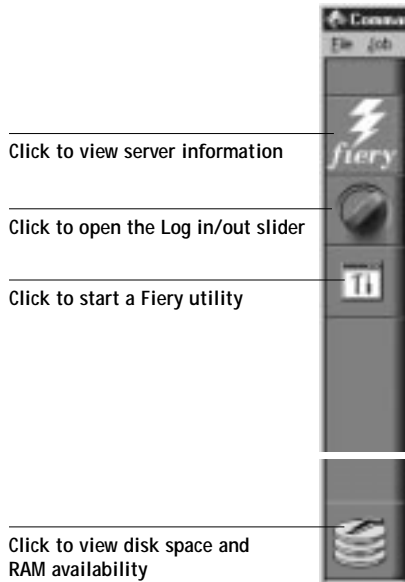 Comma
File Job
fiery
Click to view server information
Click to open the Log in/out slider
Click to start a Fiery utility
Click to view disk space and
RAM availability